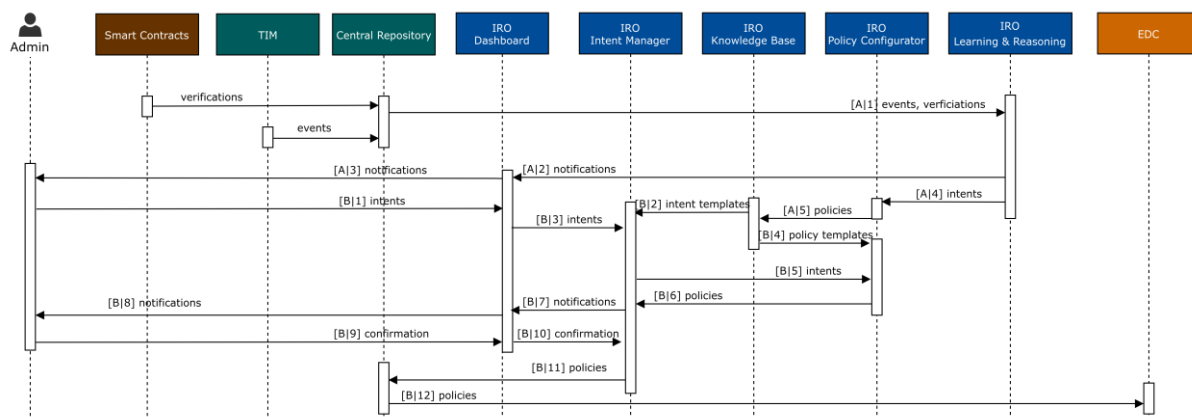 Admin
Smart Contracts
TIM
Central Repository
IRO
Dashboard
IRO
Intent Manager
IRO
Knowledge Base
IRO
Policy Configurator
IRO
Learning & Reasoning
EDC
verifications
[A|1] events, verficiations
events
[A|3] notifications
[A|2] notifications
[A|4] intents
[B|1] intents
[B|2] intent templates
[A|5] policies
[B|3] intents
[B|4] policy templates
[B|5] intents
[B|6] policies
[B|8] notifications
[B|7] notifications
[B|9] confirmation
[B|10] confirmation
[B|11] policies
[B|12] policies